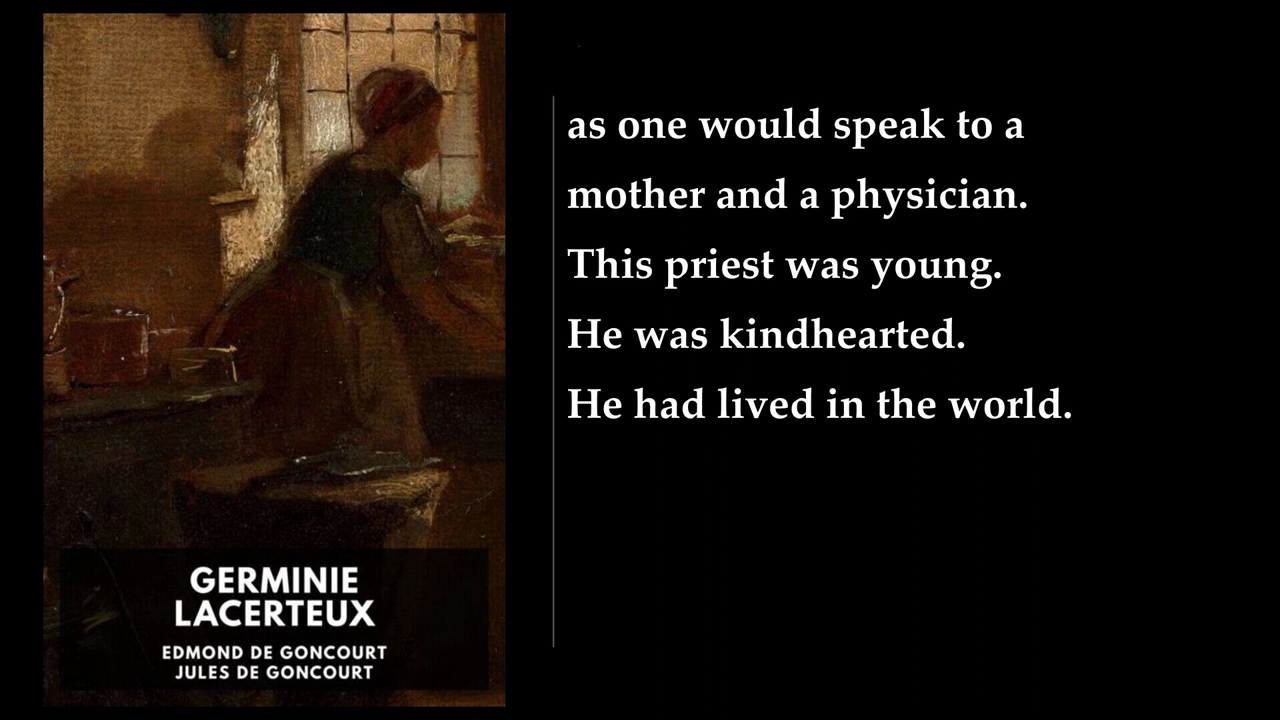 as one would speak to a
mother and a physician.
This priest was young.
He was kindhearted.
He had lived in the world.
GERMINIE
LACERTEUX
EDMOND DE GONCOURT
JULES DE GONCOURT